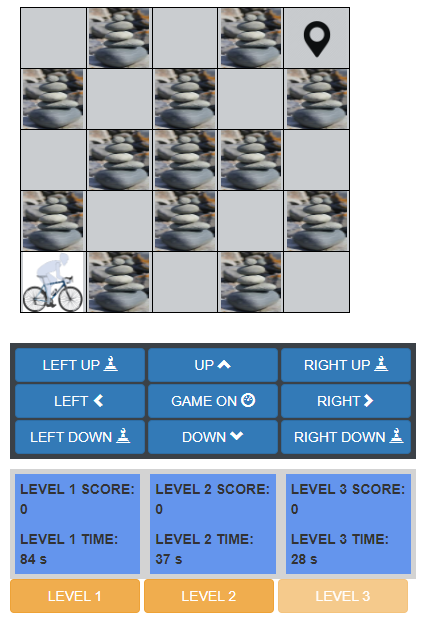 LEFT UP
UP
RIGHT UP
LEFT
GAME ON
RIGHT
LEFT DOWN
DOWN
RIGHT DOWN
LEVEL 1 SCORE:
0
LEVEL 1 TIME:
84 s
LEVEL 2 SCORE:
0
LEVEL 2 TIME:
37 s
LEVEL 3 SCORE:
0
LEVEL 3 TIME:
28 s
LEVEL 1
LEVEL 2
LEVEL 3